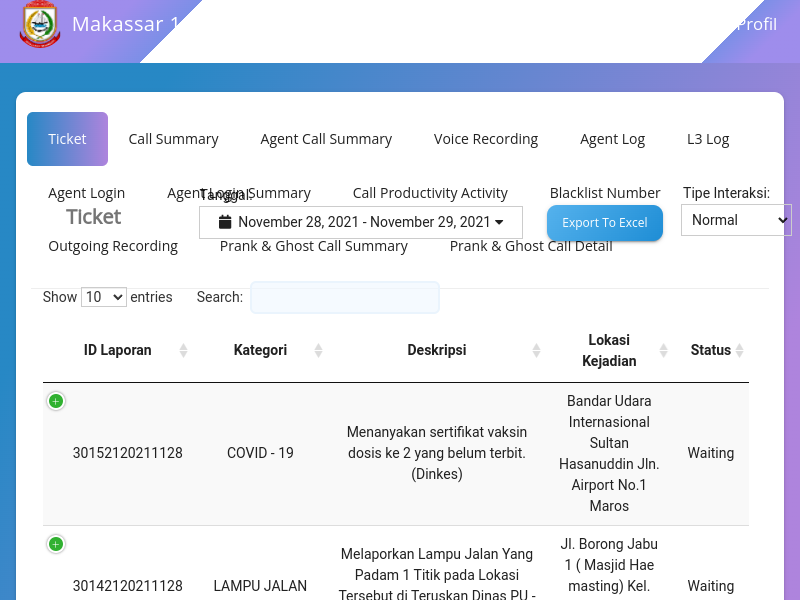 Makassar 1
Profil
Ticket
Call Summary
Agent Call Summary
Voice Recording
Agent Log
L3 Log
Agent Login
Agent Login Summary
Call Productivity Activity
Blacklist Number
Outgoing Recording
Prank & Ghost Call Summary
Prank & Ghost Call Detail
Ticket
Tanggal:
November 28, 2021 - November 29, 2021
Export To Excel
Tipe Interaksi:
Normal
Show 10 entries
Search:
ID Laporan
Kategori
Deskripsi
Lokasi
Kejadian
Status
30152120211128
COVID - 19
Menanyakan sertifikat vaksin
dosis ke 2 yang belum terbit.
(Dinkes)
Bandar Udara
Internasional
Sultan
Hasanuddin Jln.
Airport No.1
Maros
Waiting
30142120211128
LAMPU JALAN
Melaporkan Lampu Jalan Yang
Padam 1 Titik pada Lokasi
Tersebut di Teruskan Dinas PU -
Jl. Borong Jabu
1 ( Masjid Hae
masting) Kel.
Waiting